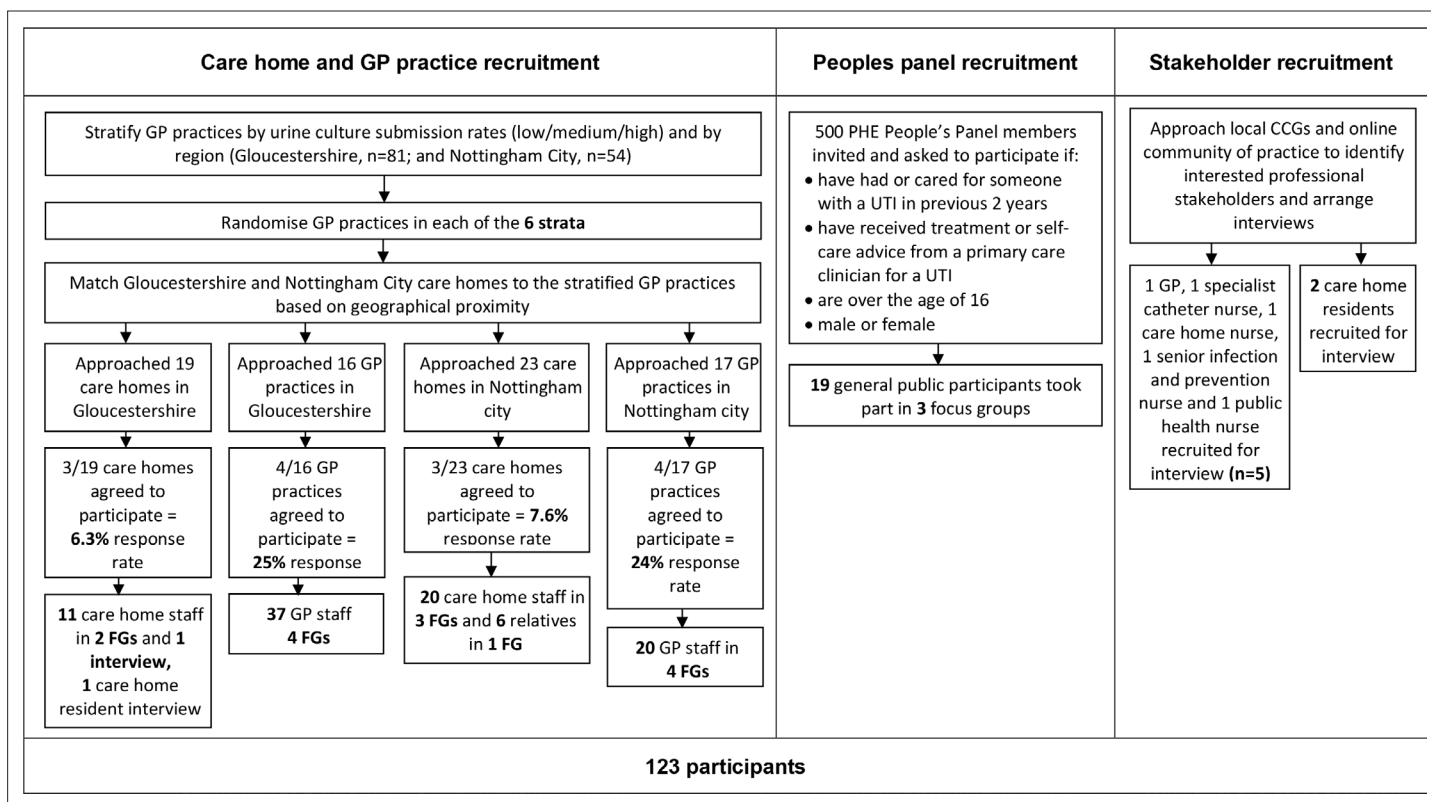 Care home and GP practice recruitment
Peoples panel recruitment
Stakeholder recruitment
Stratify GP practices by urine culture submission rates (low/medium/high) and by
region (Gloucestershire, n=81; and Nottingham City, n=54)
Randomise GP practices in each of the 6 strata
Match Gloucestershire and Nottingham City care homes to the stratified GP practices
based on geographical proximity
Approached 19
care homes in
Gloucestershire
Approached 16 GP
practices in
Gloucestershire
Approached 23 care
homes in Nottingham
city
Approached 17 GP
practices in
Nottingham city
3/19 care homes
agreed to
participate =
6.3% response
rate
4/16 GP
practices
agreed to
participate =
25% response
3/23 care homes
agreed to
participate = 7.6%
response rate
4/17 GP
practices
agreed to
participate =
24% response
rate
11 care home staff
in 2 FGs and 1
interview,
1 care home
resident interview
37 GP staff
4 FGs
20 care home staff in
3 FGs and 6 relatives
in 1 FG
20 GP staff in
4 FGs
500 PHE People’s Panel members
invited and asked to participate if:
• have had or cared for someone
with a UTI in previous 2 years
• have received treatment or self-
care advice from a primary care
clinician for a UTI
• are over the age of 16
• male or female
19 general public participants took
part in 3 focus groups
Approach local CCGs and online
community of practice to identify
interested professional
stakeholders and arrange
interviews
1 GP, 1 specialist
catheter nurse, 1
care home nurse,
1 senior infection
and prevention
nurse and 1 public
health nurse
recruited for
interview (n=5)
2 care home
residents
recruited for
interview
123 participants